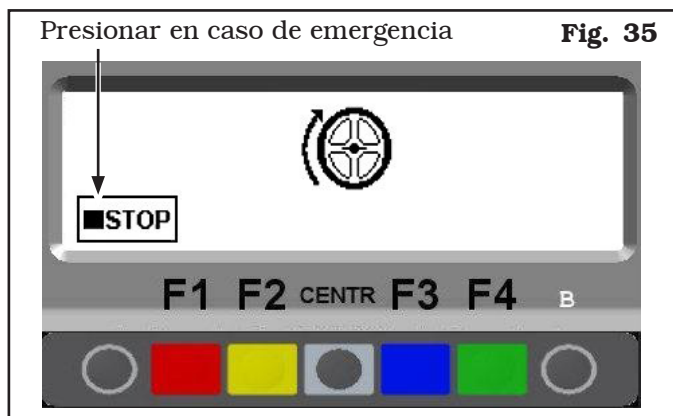 Presionar en caso de emergencia Fig. 35
STOP
F1 F2 CENTR F3 F4 B